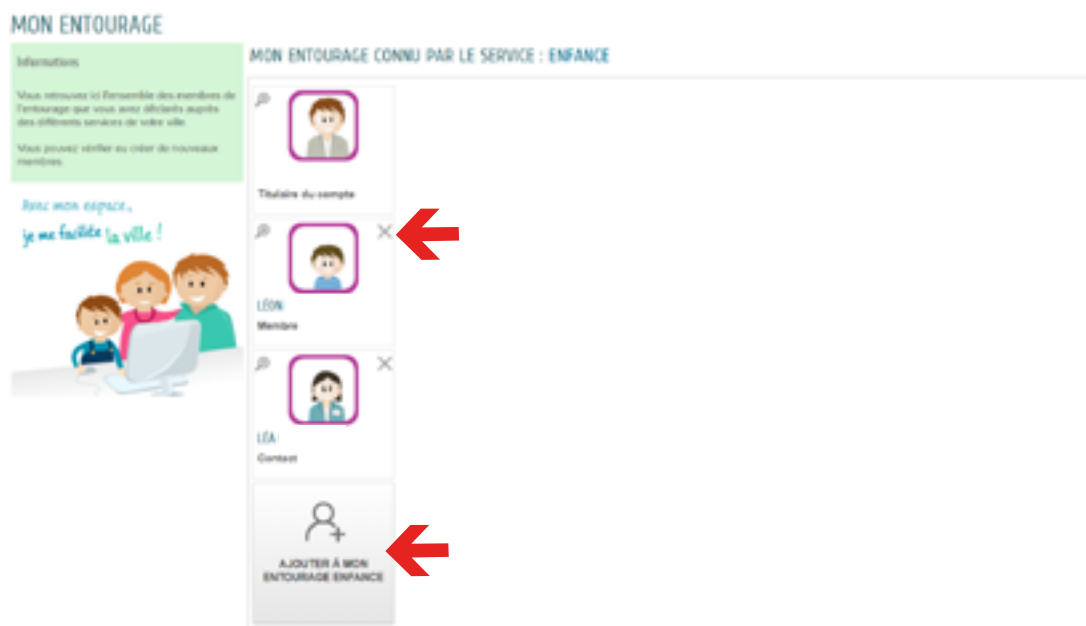 MON ENTOURAGE
Informations
Vous retrouvez ici l'ensemble des membres de
l'entourage que vous avez déclarés auprès
des différents services de votre ville.
Vous pouvez vérifier ou créer de nouveaux
membres.
Avec mon espace,
je me facilite la ville !
MON ENTOURAGE CONNU PAR LE SERVICE : ENFANCE
Titulaire du compte
LÉON
Membre
LÉA
Contact
AJOUTER À MON
ENTOURAGE ENFANCE